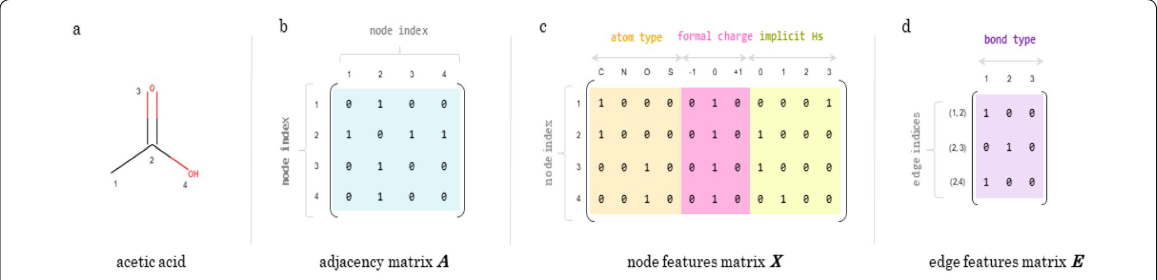 a
3
O
2
1
OH
4
acetic acid
b
node index
1 2 3 4
node index
1 0 1 0 0
2 1 0 1 1
3 0 1 0 0
4 0 1 0 0
adjacency matrix A
c
atom type formal charge implicit Hs
C N O S -1 0 +1 0 1 2 3
node index
1 1 0 0 0 0 1 0 0 0 0 1
2 1 0 0 0 0 1 0 1 0 0 0
3 0 0 1 0 0 1 0 1 0 0 0
4 0 0 1 0 0 1 0 0 1 0 0
node features matrix X
d
bond type
1 2 3
edge indices
(1,2) 1 0 0
(2,3) 0 1 0
(2,4) 1 0 0
edge features matrix E